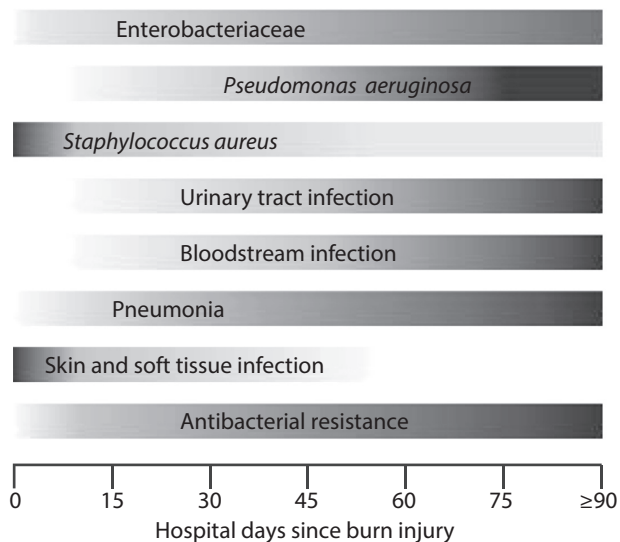 Enterobacteriaceae
Pseudomonas aeruginosa
Staphylococcus aureus
Urinary tract infection
Bloodstream infection
Pneumonia
Skin and soft tissue infection
Antibacterial resistance
0 15 30 45 60 75 ≥90
Hospital days since burn injury